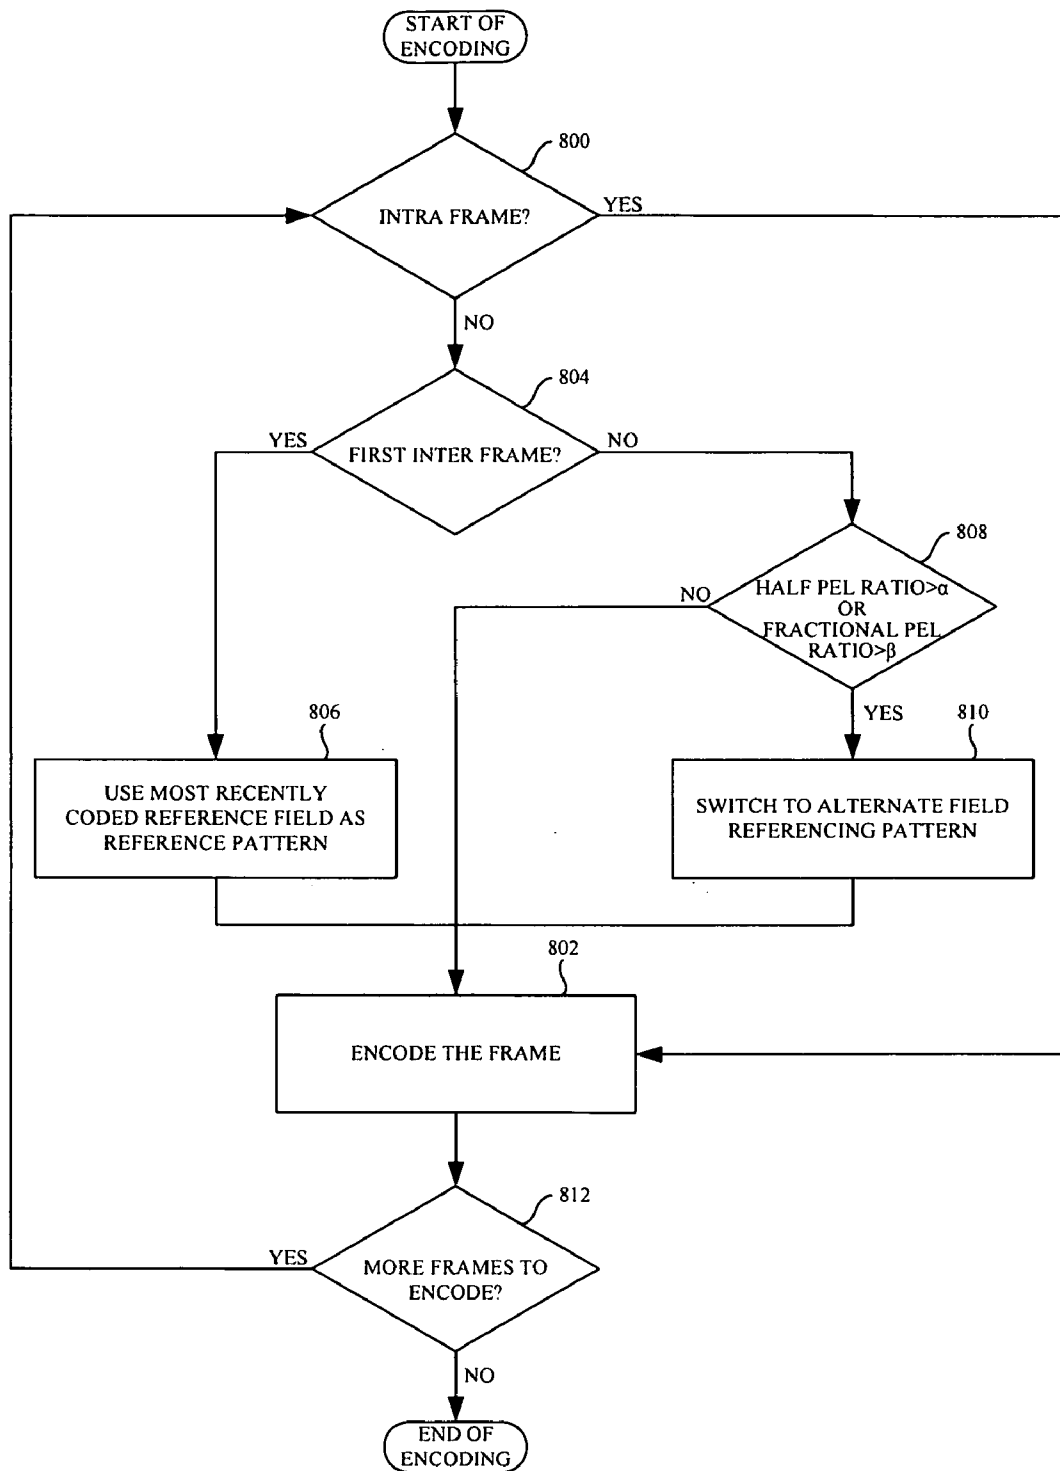 START OF
ENCODING
800
INTRA FRAME?
YES
NO
804
FIRST INTER FRAME?
YES
NO
808
HALF PEL RATIO>α
OR
FRACTIONAL PEL
RATIO>β
NO
YES
806
USE MOST RECENTLY
CODED REFERENCE FIELD AS
REFERENCE PATTERN
810
SWITCH TO ALTERNATE FIELD
REFERENCING PATTERN
802
ENCODE THE FRAME
812
MORE FRAMES TO
ENCODE?
YES
NO
END OF
ENCODING